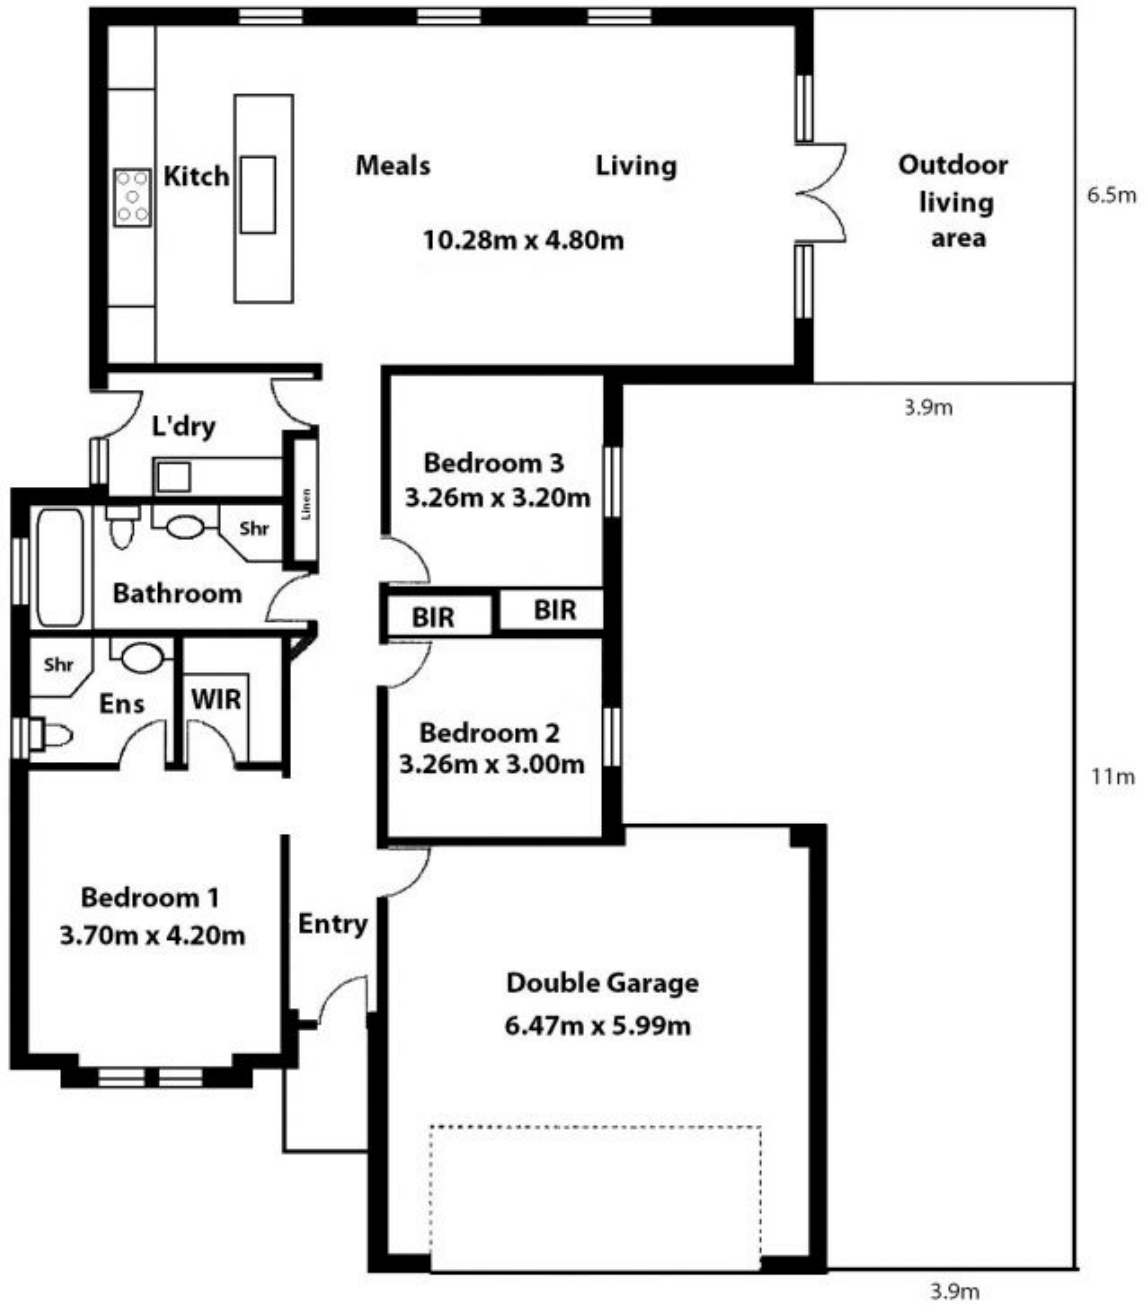 Kitch
Meals
Living
10.28m x 4.80m
Outdoor
living
area
6.5m
3.9m
L'dry
Linen
Bedroom 3
3.26m x 3.20m
Shr
Bathroom
BIR
BIR
Shr
Ens
WIR
Bedroom 2
3.26m x 3.00m
11m
Bedroom 1
3.70m x 4.20m
Entry
Double Garage
6.47m x 5.99m
3.9m